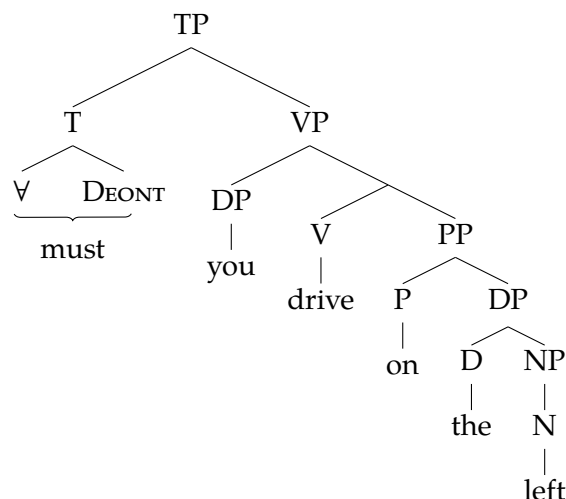 TP
T VP
∀ DEONT DP
must you V PP
drive P DP
on D NP
the N
left